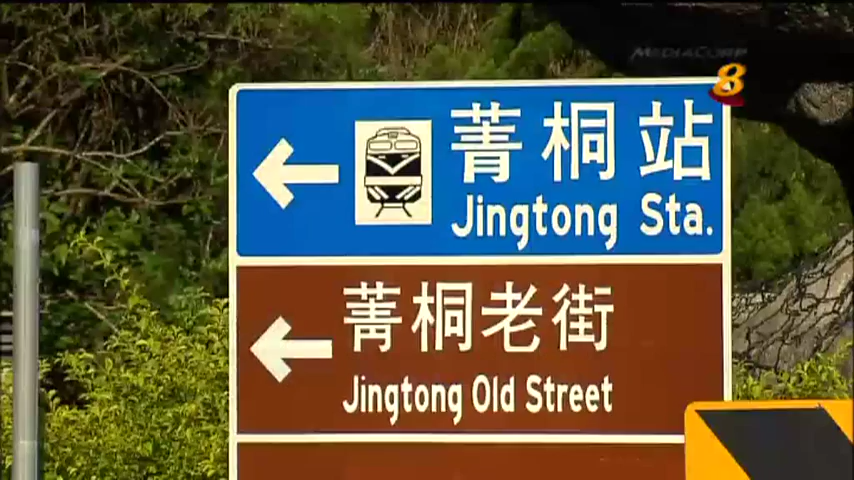 MEDIACORP
8
菁桐站
Jingtong Sta.
菁桐老街
Jingtong Old Street